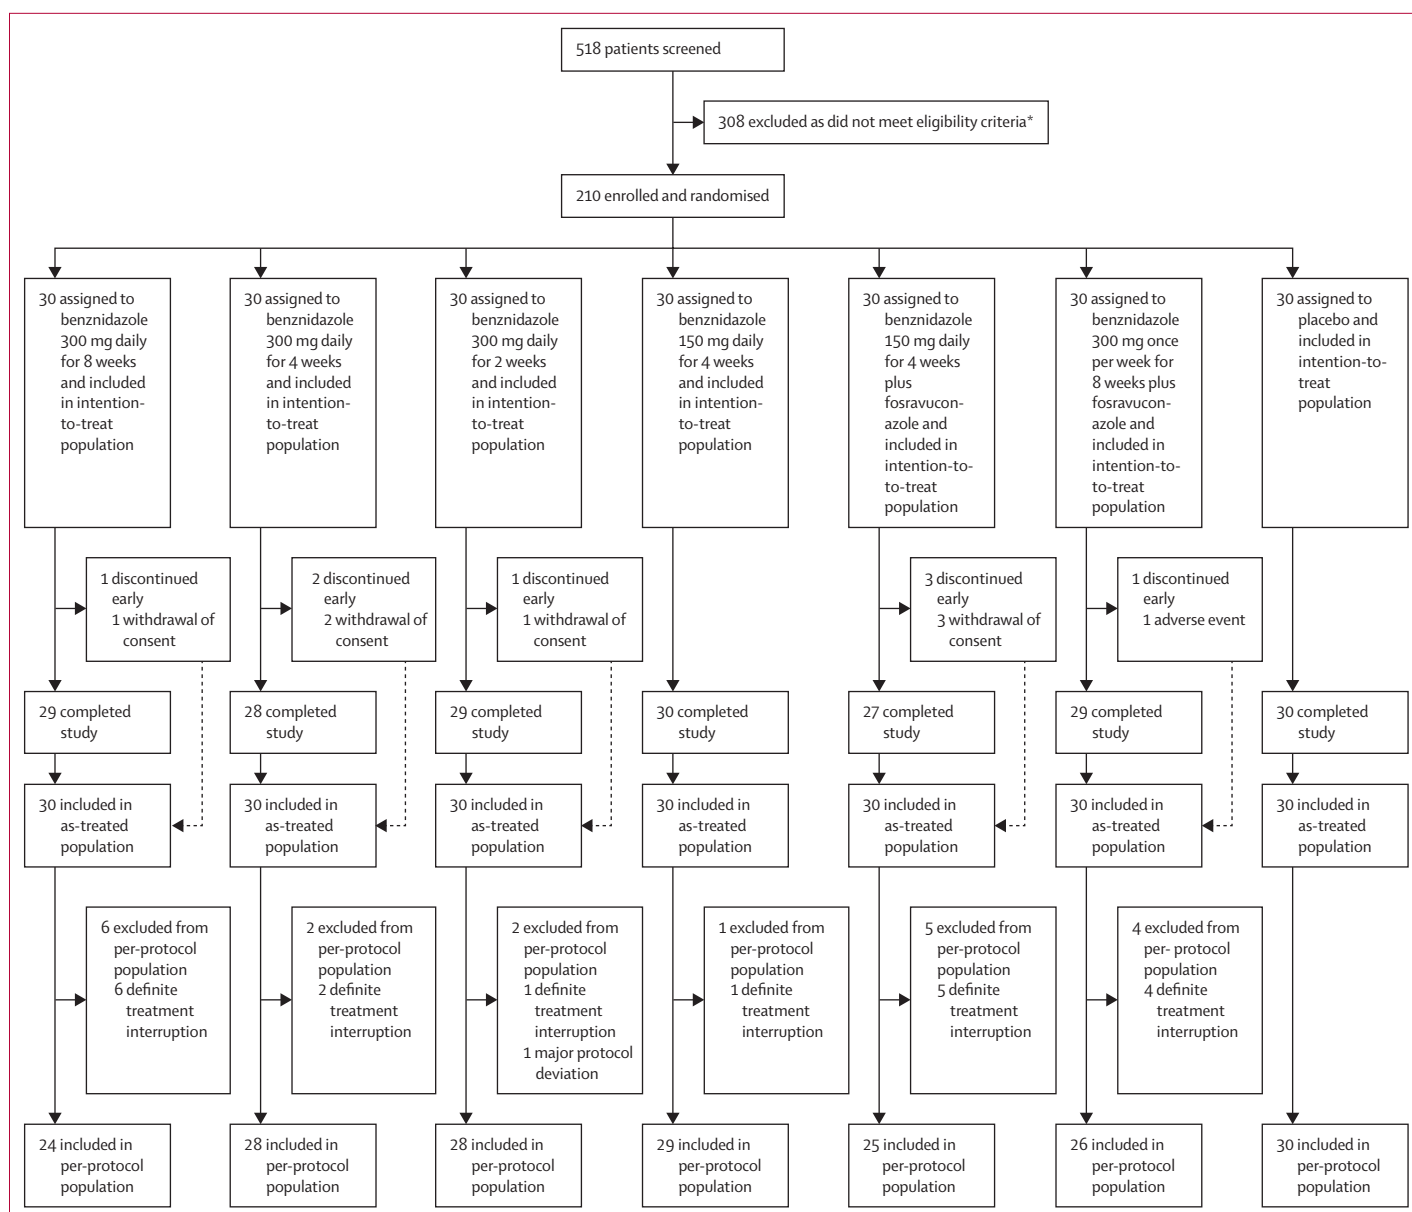 518 patients screened
308 excluded as did not meet eligibility criteria*
210 enrolled and randomised
30 assigned to
benznidazole
300 mg daily
for 8 weeks
and included
in intention-
to-treat
population
30 assigned to
benznidazole
300 mg daily
for 4 weeks
and included
in intention-
to-treat
population
30 assigned to
benznidazole
300 mg daily
for 2 weeks
and included
in intention-
to-treat
population
30 assigned to
benznidazole
150 mg daily
for 4 weeks
and included
in intention-
to-treat
population
30 assigned to
benznidazole
150 mg daily
for 4 weeks
plus
fosravucon-
azole and
included in
intention-to-
to-treat
population
30 assigned to
benznidazole
300 mg once
per week for
8 weeks plus
fosravucon-
azole and
included in
intention-to-
to-treat
population
30 assigned to
placebo and
included in
intention-to-
treat
population
1 discontinued
early
1 withdrawal of
consent
2 discontinued
early
2 withdrawal of
consent
1 discontinued
early
1 withdrawal of
consent
3 discontinued
early
3 withdrawal of
consent
1 discontinued
early
1 adverse event
29 completed
study
28 completed
study
29 completed
study
30 completed
study
27 completed
study
29 completed
study
30 completed
study
30 included in
as-treated
population
30 included in
as-treated
population
30 included in
as-treated
population
30 included in
as-treated
population
30 included in
as-treated
population
30 included in
as-treated
population
30 included in
as-treated
population
6 excluded from
per-protocol
population
6 definite
treatment
interruption
2 excluded from
per-protocol
population
2 definite
treatment
interruption
2 excluded from
per-protocol
population
1 definite
treatment
interruption
1 major protocol
deviation
1 excluded from
per-protocol
population
1 definite
treatment
interruption
5 excluded from
per-protocol
population
5 definite
treatment
interruption
4 excluded from
per- protocol
population
4 definite
treatment
interruption
24 included in
per-protocol
population
28 included in
per-protocol
population
28 included in
per-protocol
population
29 included in
per-protocol
population
25 included in
per-protocol
population
26 included in
per-protocol
population
30 included in
per-protocol
population